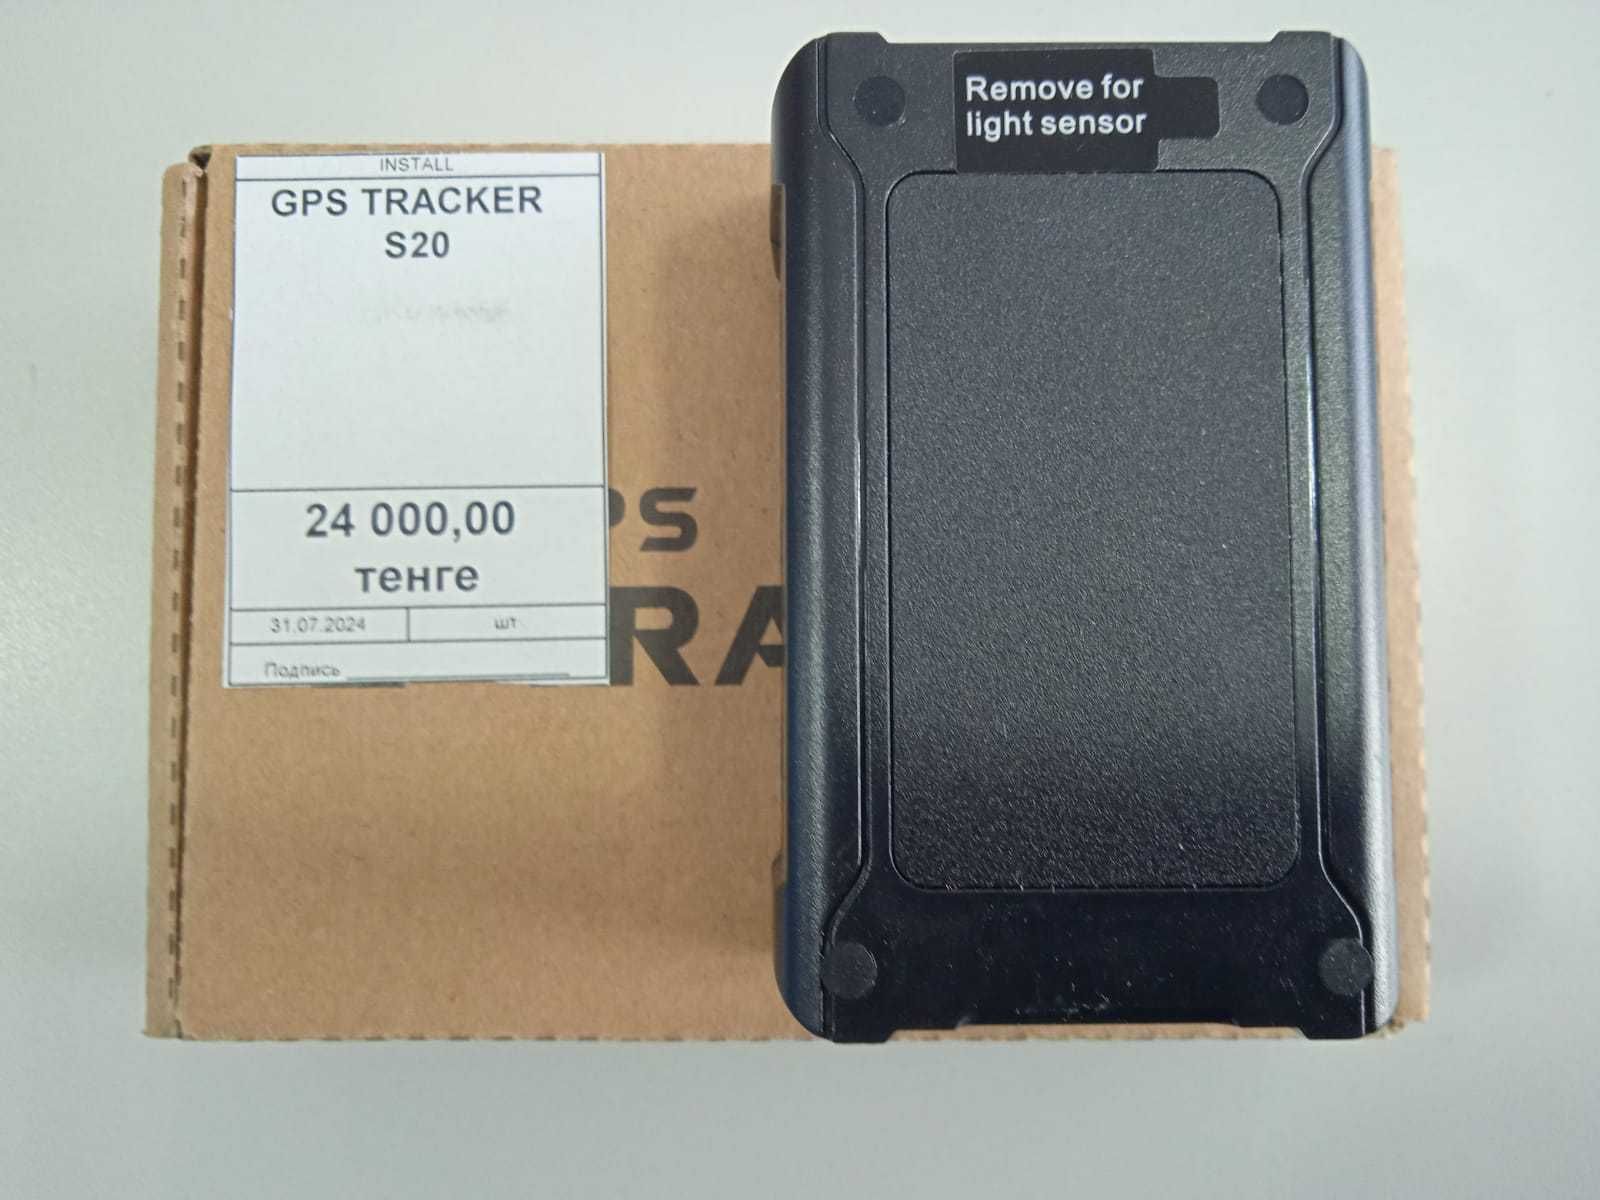 INSTALL
GPS TRACKER
S20
24 000,00
тенге
31.07.2024
шт
Подпись
PS
RA
Remove for
light sensor